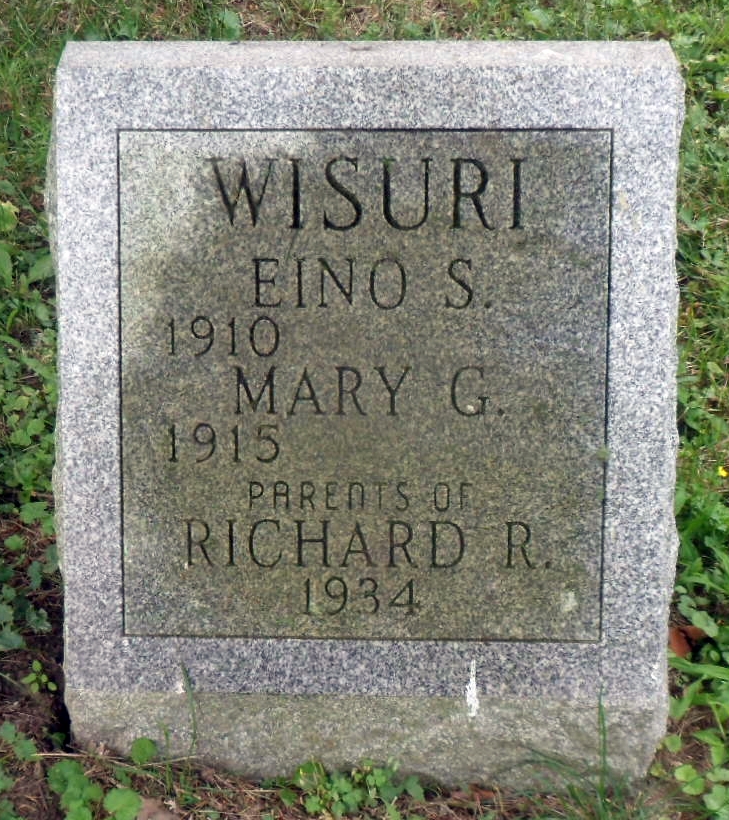 WISURI
EINO S.
1910
MARY G.
1915
PARENTS OF
RICHARD R.
1934